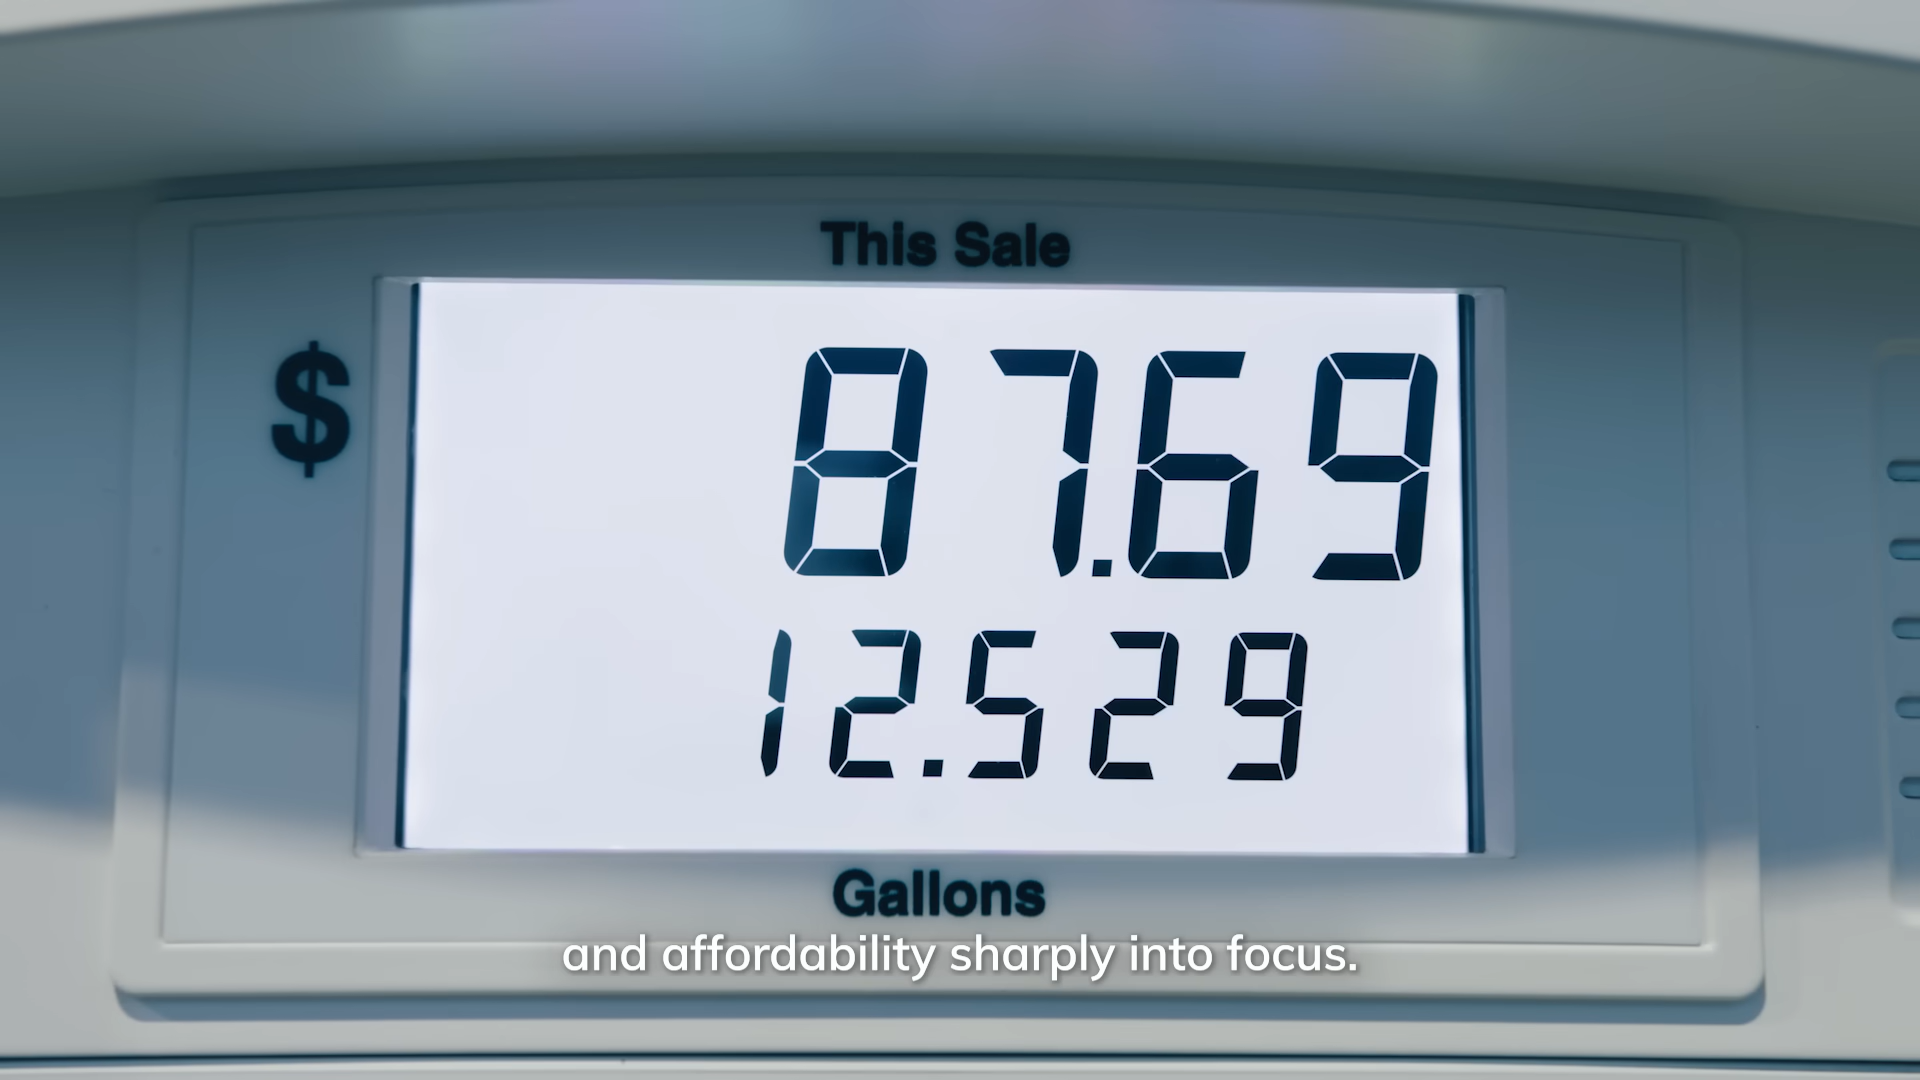 This Sale
$ 87.69
12.529
Gallons
and affordability sharply into focus.